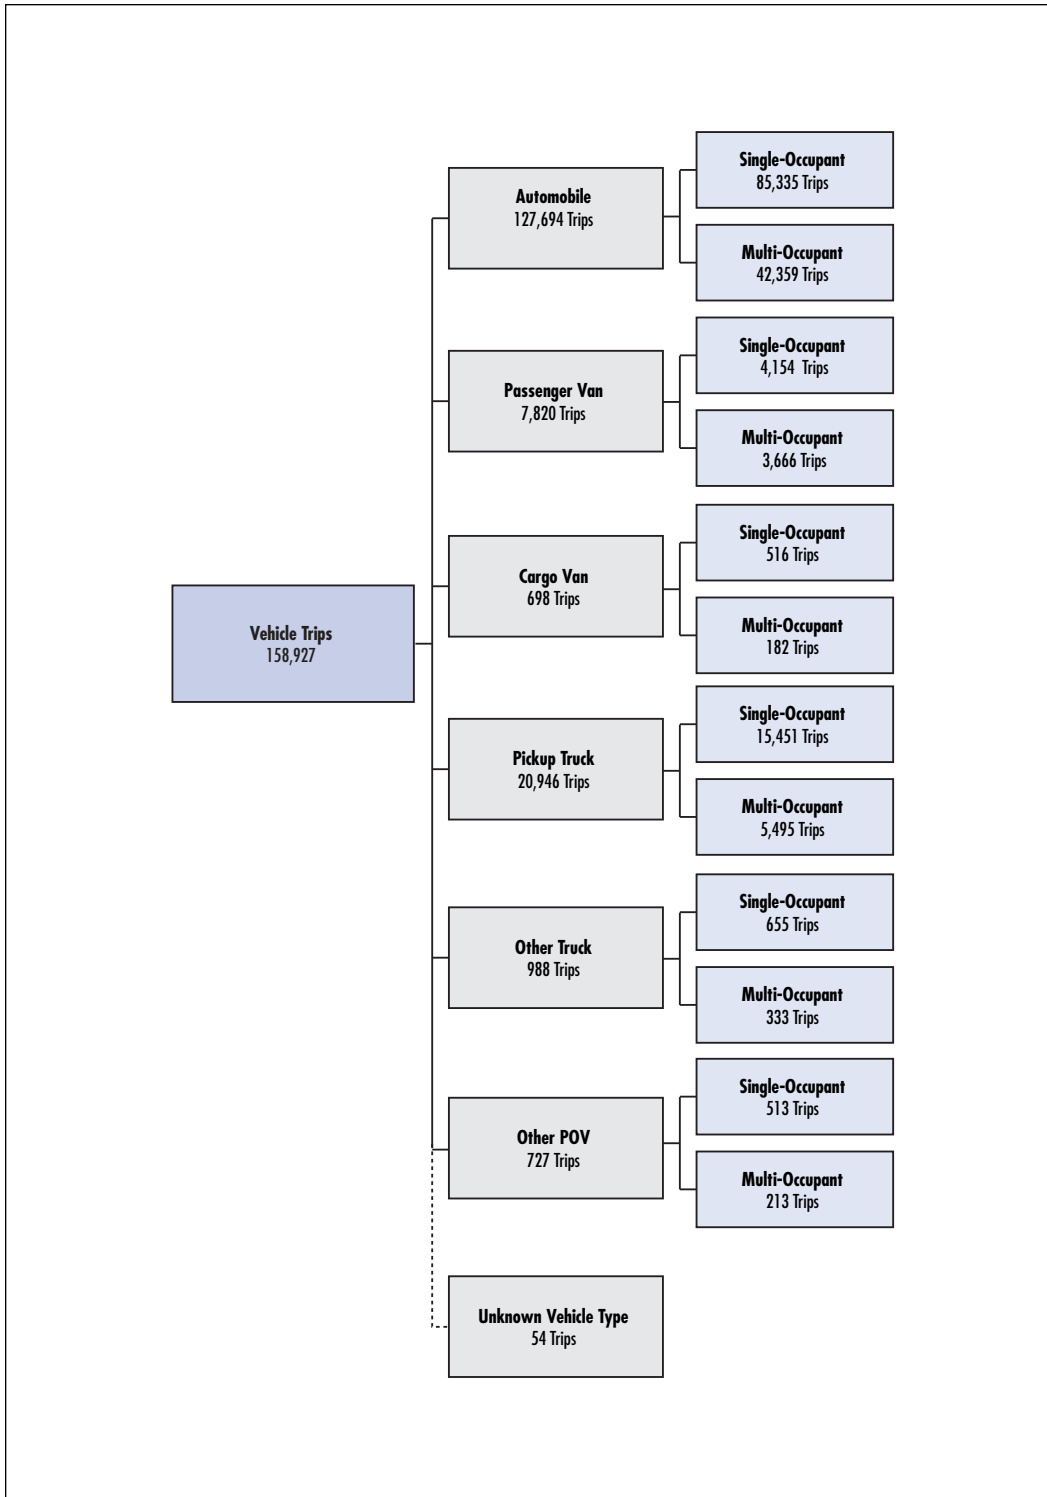 Vehicle Trips
158,927
Automobile
127,694 Trips
Single-Occupant
85,335 Trips
Multi-Occupant
42,359 Trips
Passenger Van
7,820 Trips
Single-Occupant
4,154 Trips
Multi-Occupant
3,666 Trips
Cargo Van
698 Trips
Single-Occupant
516 Trips
Multi-Occupant
182 Trips
Pickup Truck
20,946 Trips
Single-Occupant
15,451 Trips
Multi-Occupant
5,495 Trips
Other Truck
988 Trips
Single-Occupant
655 Trips
Multi-Occupant
333 Trips
Other POV
727 Trips
Single-Occupant
513 Trips
Multi-Occupant
213 Trips
Unknown Vehicle Type
54 Trips